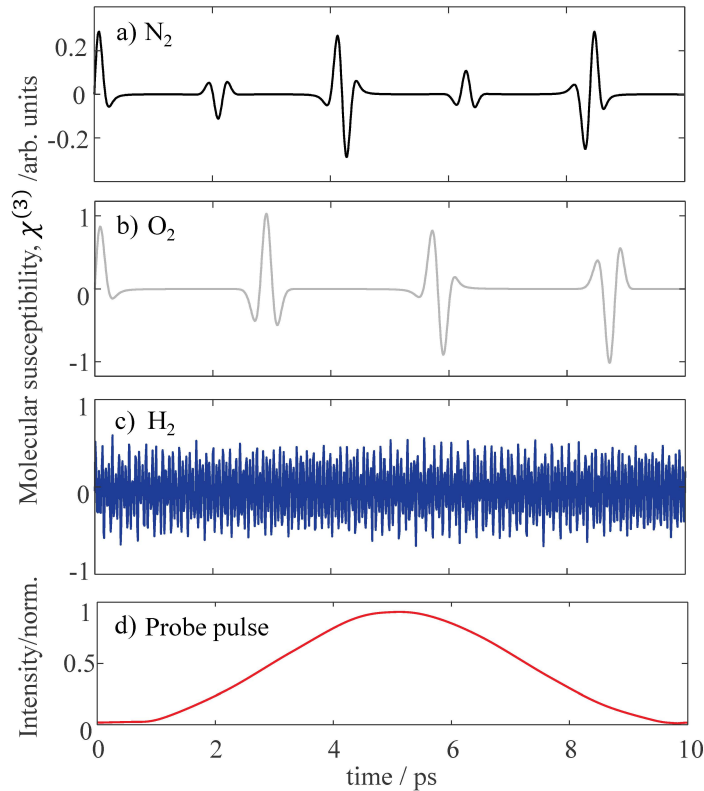 Molecular susceptibility, χ⁽³⁾ /arb. units
a) N₂
0.2
0
-0.2
b) O₂
1
0
-1
c) H₂
1
0
-1
Intensity/norm.
d) Probe pulse
1
0.5
0
0 2 4 6 8 10
time / ps